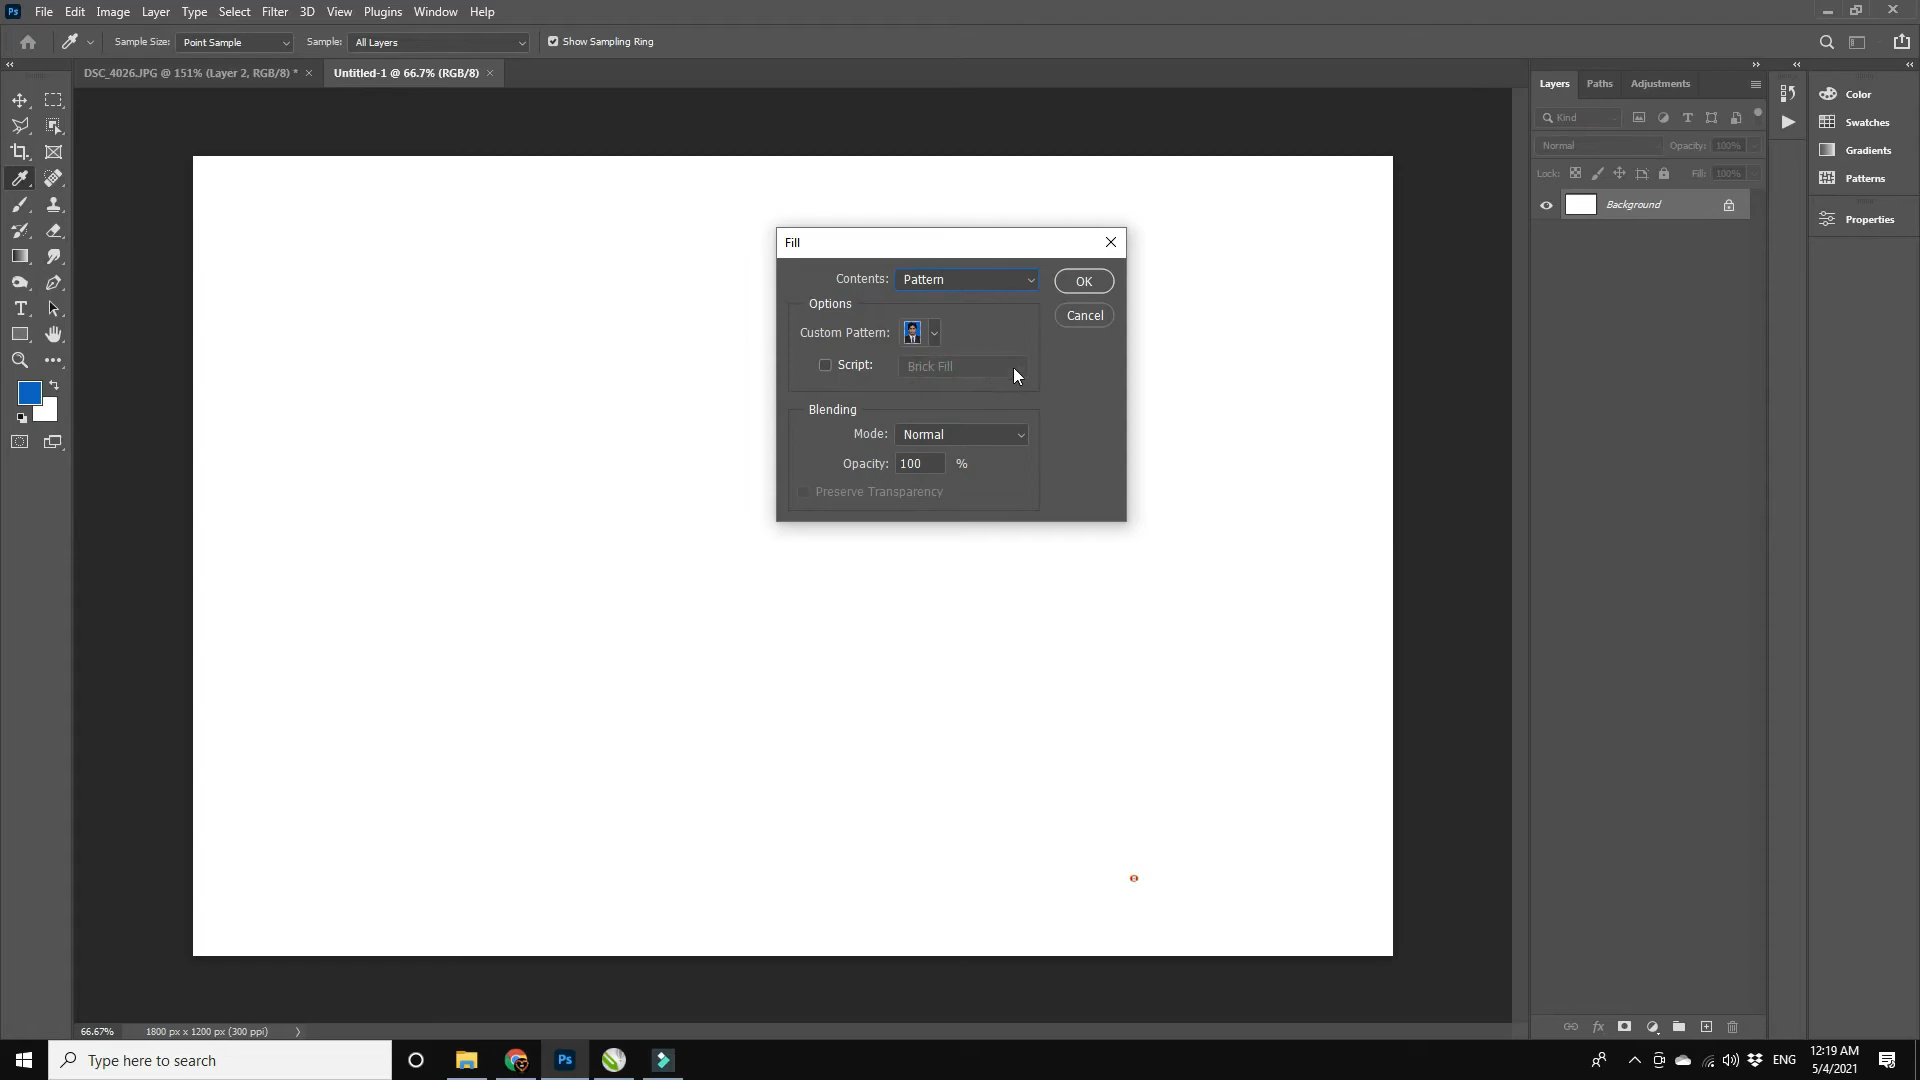 Ps File Edit Image Layer Type Select Filter 3D View Plugins Window Help
Sample Size: Point Sample Sample: All Layers Show Sampling Ring
DSC_4026.JPG @ 151% (Layer 2, RGB/8) * × Untitled-1 @ 66.7% (RGB/8) ×
Layers Paths Adjustments
Kind
Normal Opacity: 100%
Lock: Fill: 100%
Background
Color
Swatches
Gradients
Patterns
Properties
Fill
Contents: Pattern OK
Options
Cancel
Custom Pattern:
Script: Brick Fill
Blending
Mode: Normal
Opacity: 100 %
Preserve Transparency
66.67% 1800 px x 1200 px (300 ppi)
fx
Type here to search
Ps
ENG
12:19 AM
5/4/2021